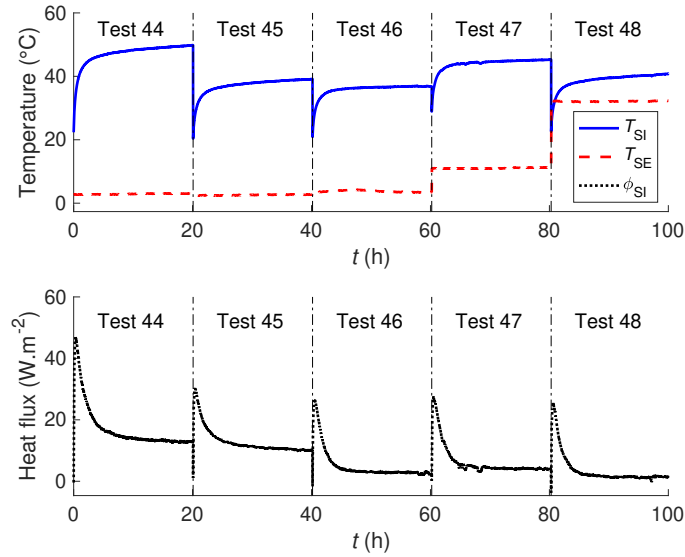 60
Test 44 Test 45 Test 46 Test 47 Test 48
40
20
0
Temperature (°C)
T_SI
T_SE
ϕ_SI
0 20 40 60 80 100
t (h)
60
Test 44 Test 45 Test 46 Test 47 Test 48
40
20
0
Heat flux (W.m⁻²)
0 20 40 60 80 100
t (h)